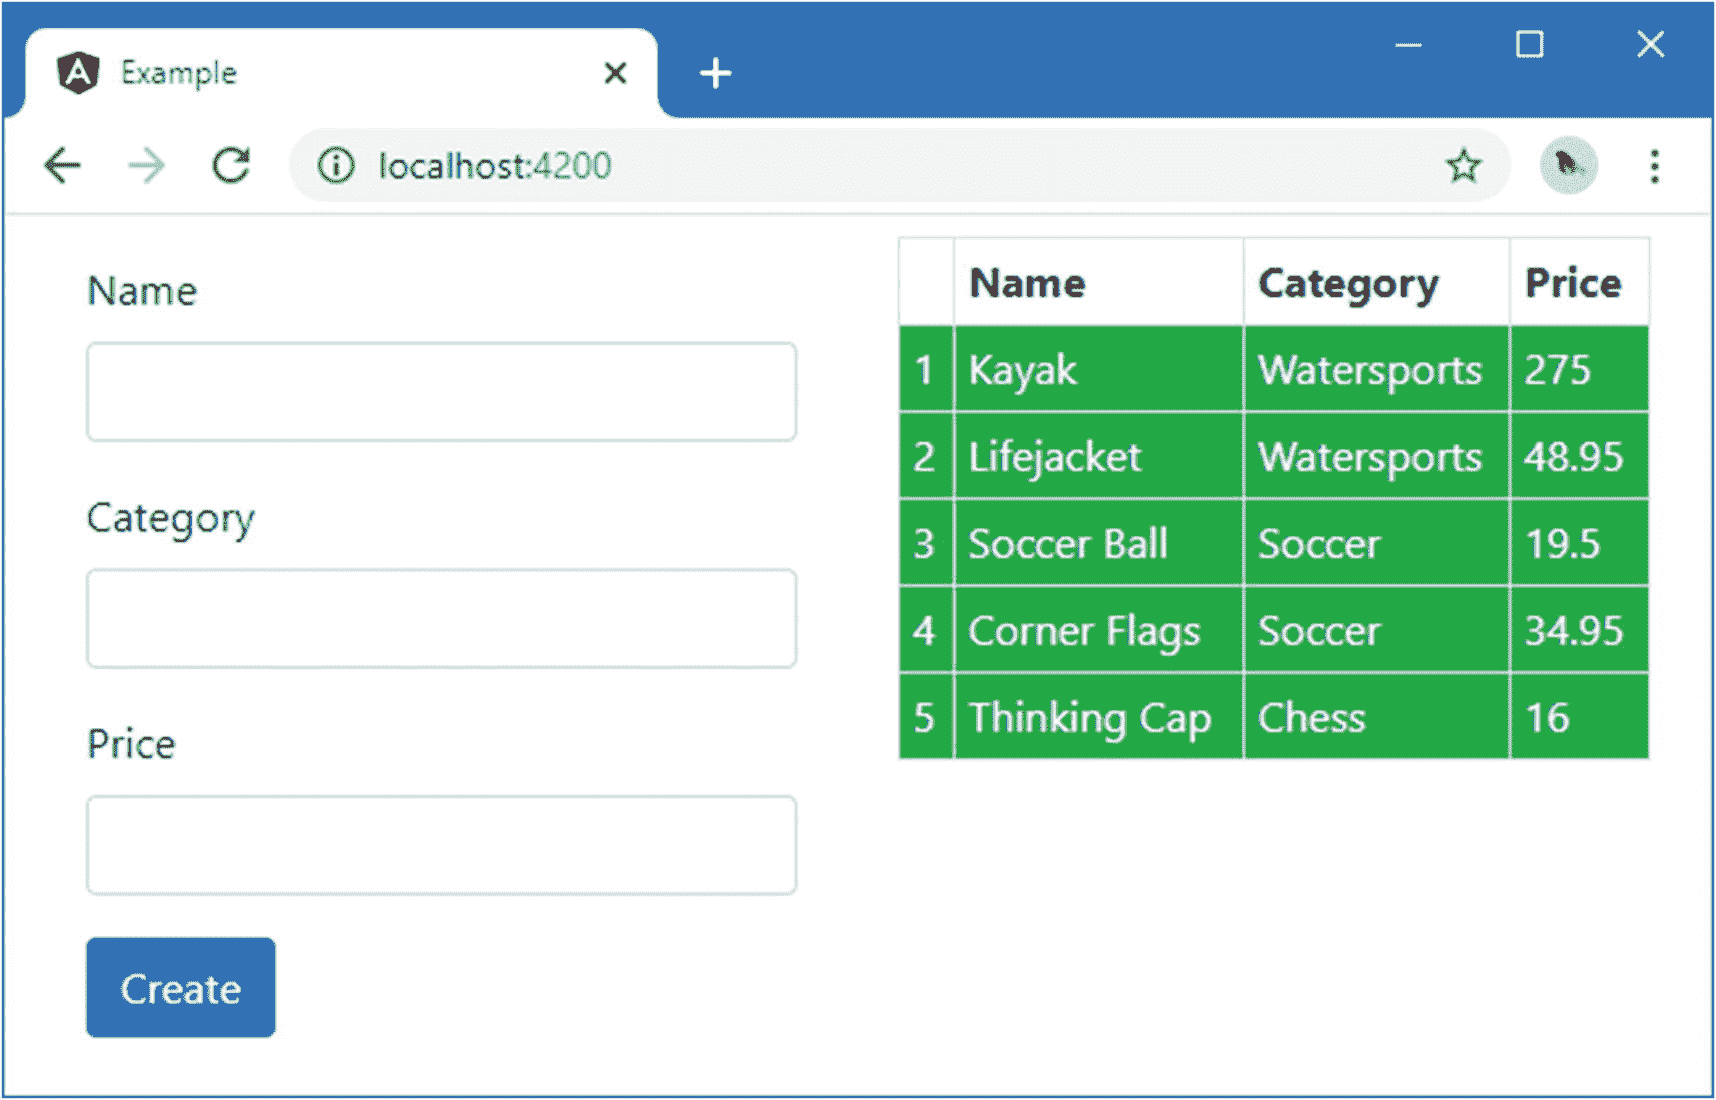 Example
localhost:4200
Name
Category
Price
Create
Name Category Price
1 Kayak Watersports 275
2 Lifejacket Watersports 48.95
3 Soccer Ball Soccer 19.5
4 Corner Flags Soccer 34.95
5 Thinking Cap Chess 16